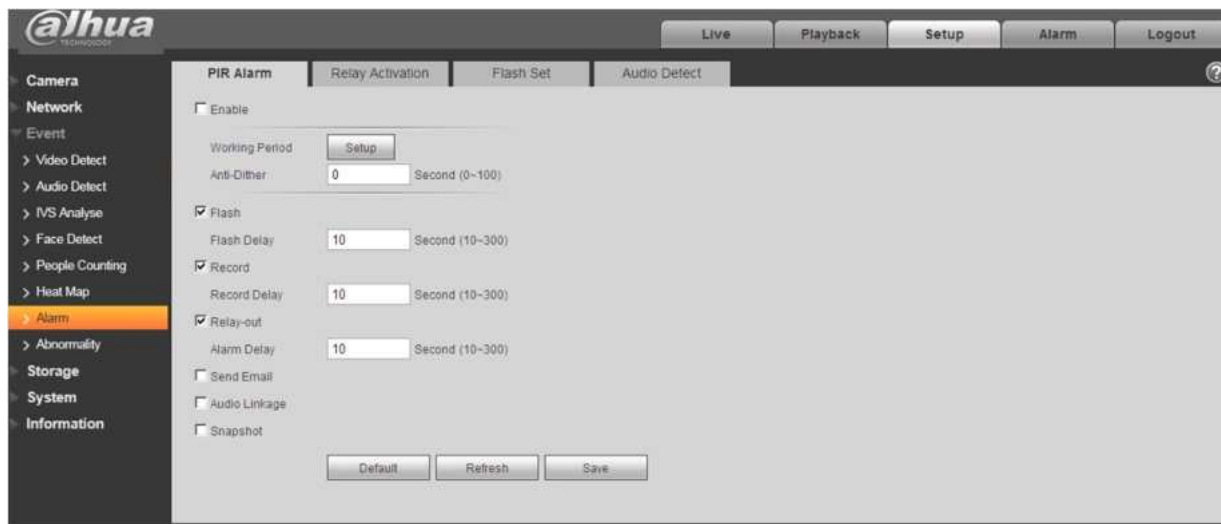 alhua
TECHNOLOGY
Live Playback Setup Alarm Logout
PIR Alarm Relay Activation Flash Set Audio Detect ?
Camera
Network
Event
> Video Detect
> Audio Detect
> IVS Analyse
> Face Detect
> People Counting
> Heat Map
> Alarm
> Abnormality
Storage
System
Information
Enable
Working Period Setup
Anti-Dither 0 Second (0~100)
Flash
Flash Delay 10 Second (10~300)
Record
Record Delay 10 Second (10~300)
Relay-out
Alarm Delay 10 Second (10~300)
Send Email
Audio Linkage
Snapshot
Default Refresh Save